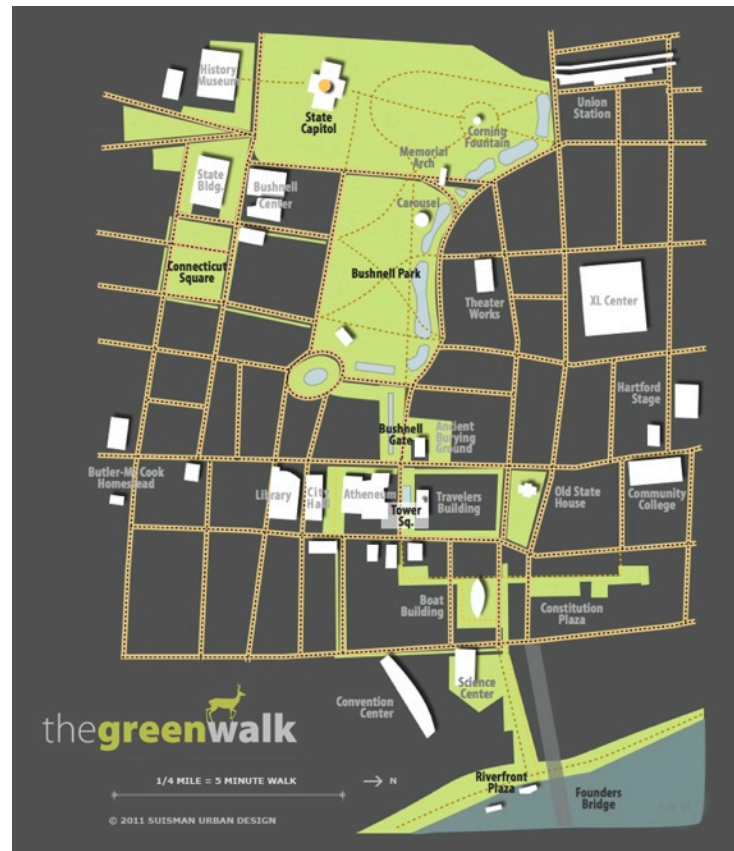 History
Museum
State
Capitol
Union
Station
Corning
Fountain
Memorial
Arch
State
Bldg.
Bushnell
Center
Carousel
Connecticut
Square
Bushnell Park
Theater
Works
XL Center
Hartford
Stage
Bushnell
Gate
Ancient
Burying
Ground
Butler-Mc Cook
Homestead
Library
City
Hall
Atheneum
Tower
Sq.
Travelers
Building
Old State
House
Community
College
Boat
Building
Constitution
Plaza
Convention
Center
Science
Center
thegreenwalk
1/4 MILE = 5 MINUTE WALK
N
Riverfront
Plaza
Founders
Bridge
© 2011 SUISMAN URBAN DESIGN